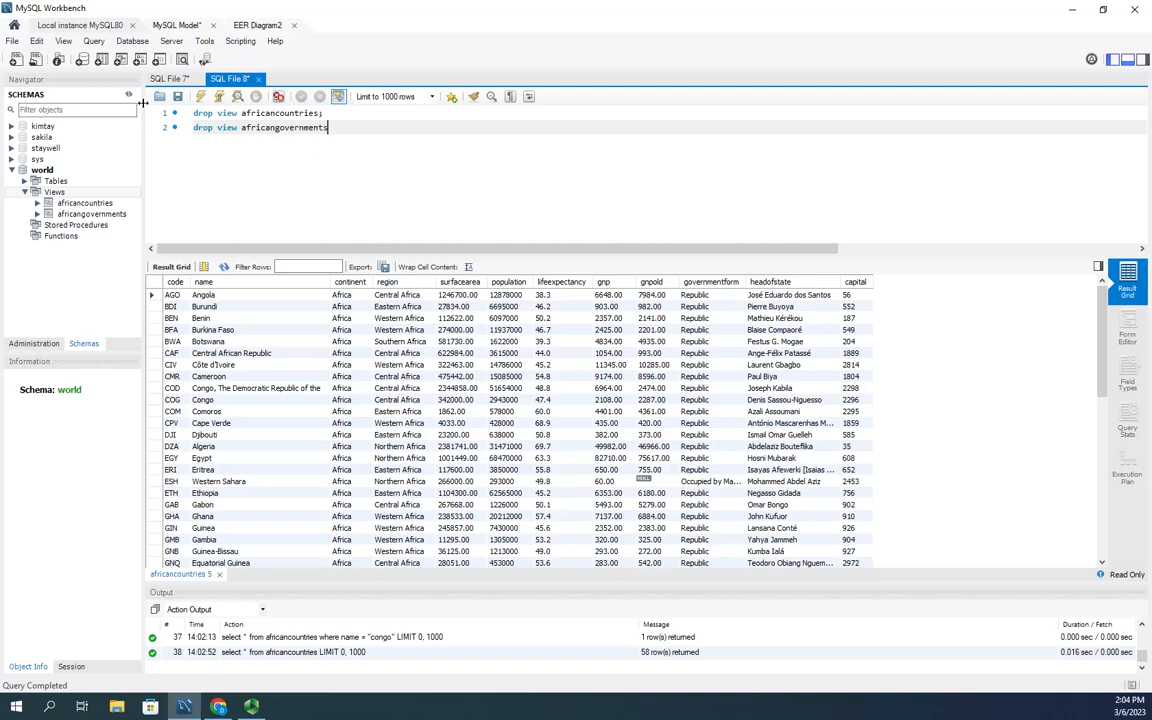 MySQL Workbench
Local instance MySQL80 MySQL Model* EER Diagram2
File Edit View Query Database Server Tools Scripting Help
Navigator SQL File 7* SQL File 8*
SCHEMAS Limit to 1000 rows
Filter objects
1 drop view africancountries;
2 drop view africangovernments
kimtay
sakila
staywell
sys
world
Tables
Views
africancountries
africangovernments
Stored Procedures
Functions
Result Grid Filter Rows: Export: Wrap Cell Content:
code name continent region surfacearea population lifeexpectancy gnp gnpold governmentform headofstate capital
AGO Angola Africa Central Africa 1246700.00 12878000 38.3 6648.00 7984.00 Republic José Eduardo dos Santos 56
BDI Burundi Africa Eastern Africa 27834.00 6695000 46.2 903.00 982.00 Republic Pierre Buyoya 552
BEN Benin Africa Western Africa 112622.00 6097000 50.2 2357.00 2141.00 Republic Mathieu Kérékou 187
BFA Burkina Faso Africa Western Africa 274000.00 11937000 46.7 2425.00 2201.00 Republic Blaise Compaoré 549
BWA Botswana Africa Southern Africa 581730.00 1622000 39.3 4834.00 4935.00 Republic Festus G. Mogae 204
CAF Central African Republic Africa Central Africa 622984.00 3615000 44.0 1054.00 993.00 Republic Ange-Félix Patassé 1889
CIV Côte d'Ivoire Africa Western Africa 322463.00 14786000 45.2 11345.00 10285.00 Republic Laurent Gbagbo 2814
CMR Cameroon Africa Central Africa 475442.00 15085000 54.8 9174.00 8596.00 Republic Paul Biya 1804
COD Congo, The Democratic Republic of the Africa Central Africa 2344858.00 51654000 48.8 6964.00 2474.00 Republic Joseph Kabila 2298
COG Congo Africa Central Africa 342000.00 2943000 47.4 2108.00 2287.00 Republic Denis Sassou-Nguesso 2296
COM Comoros Africa Eastern Africa 1862.00 578000 60.0 4401.00 4361.00 Republic Azali Assoumani 2295
CPV Cape Verde Africa Western Africa 4033.00 428000 68.9 435.00 420.00 Republic António Mascarenhas M... 1859
DJI Djibouti Africa Eastern Africa 23200.00 638000 50.8 382.00 373.00 Republic Ismail Omar Guelleh 585
DZA Algeria Africa Northern Africa 2381741.00 31471000 69.7 49982.00 46966.00 Republic Abdelaziz Bouteflika 35
EGY Egypt Africa Northern Africa 1001449.00 68470000 63.3 82710.00 75617.00 Republic Hosni Mubarak 608
ERI Eritrea Africa Eastern Africa 117600.00 3850000 55.8 650.00 755.00 Republic Isayas Afewerki [Isaias ... 652
ESH Western Sahara Africa Northern Africa 266000.00 293000 49.8 60.00 NULL Occupied by Ma... Mohammed Abdel Aziz 2453
ETH Ethiopia Africa Eastern Africa 1104300.00 62565000 45.2 6353.00 6180.00 Republic Negasso Gidada 756
GAB Gabon Africa Central Africa 267668.00 1226000 50.1 5493.00 5279.00 Republic Omar Bongo 902
GHA Ghana Africa Western Africa 238533.00 20212000 57.4 7137.00 6884.00 Republic John Kufuor 910
GIN Guinea Africa Western Africa 245857.00 7430000 45.6 2352.00 2383.00 Republic Lansana Conté 926
GMB Gambia Africa Western Africa 11295.00 1305000 53.2 320.00 325.00 Republic Yahya Jammeh 904
GNB Guinea-Bissau Africa Western Africa 36125.00 1213000 49.0 293.00 272.00 Republic Kumba Ialá 927
GNQ Equatorial Guinea Africa Central Africa 28051.00 453000 53.6 283.00 542.00 Republic Teodoro Obiang Nguem... 2972
Result Grid
Form Editor
Field Types
Query Stats
Execution Plan
Administration Schemas
Information
Schema: world
africancountries 5 Read Only
Output
Action Output
# Time Action Message Duration / Fetch
37 14:02:13 select * from africancountries where name = "congo" LIMIT 0, 1000 1 row(s) returned 0.000 sec / 0.000 sec
38 14:02:52 select * from africancountries LIMIT 0, 1000 58 row(s) returned 0.016 sec / 0.000 sec
Object Info Session
Query Completed
2:04 PM
3/6/2023